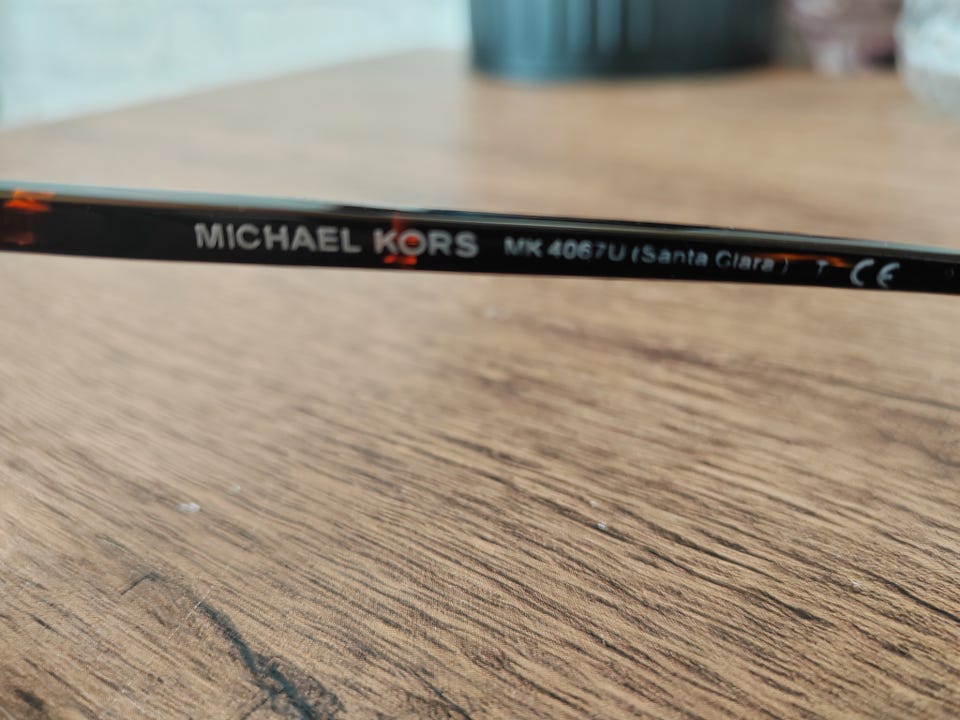 MICHAEL KORS MK 4067U (Santa Clara) T CE